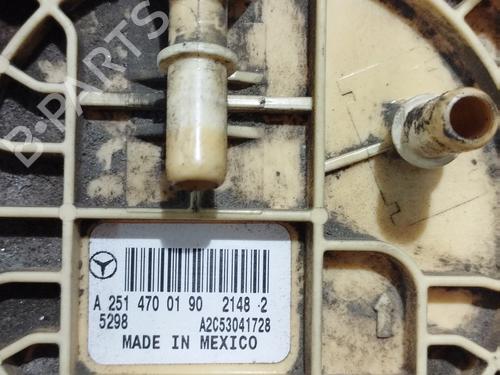 B-PARTS
A 251 470 01 90 2148 -2
5298 A2C53041728
MADE IN MEXICO